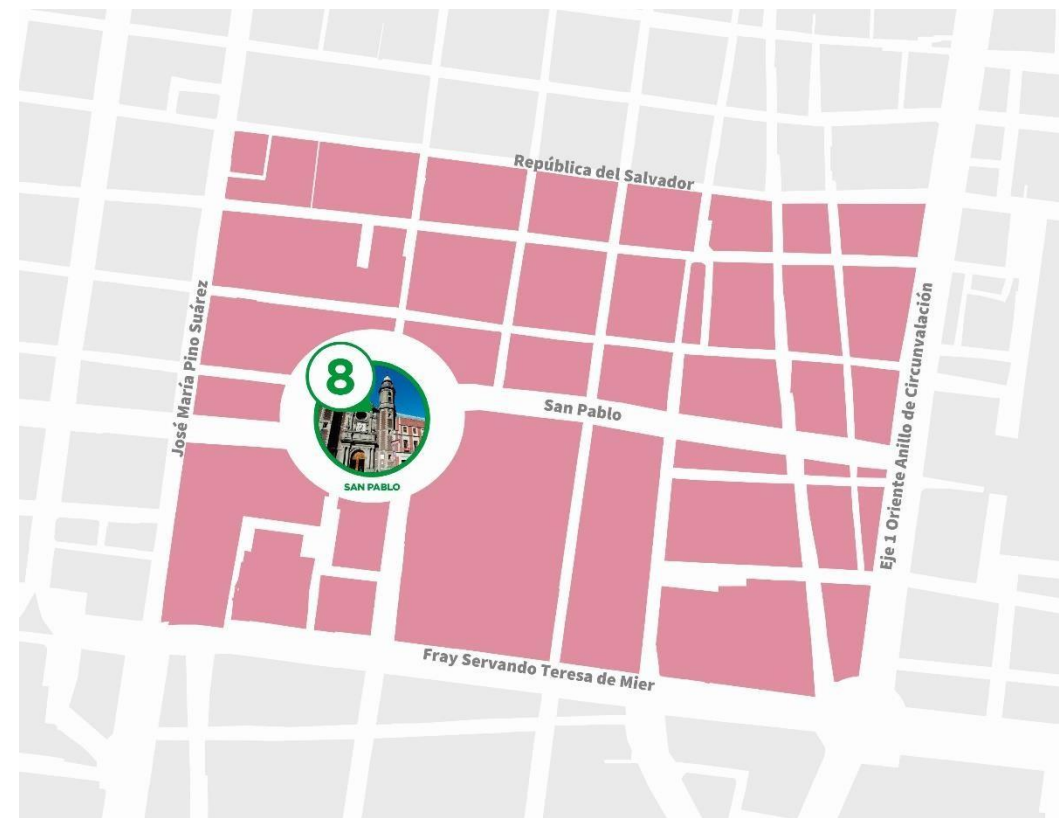 República del Salvador
José María Pino Suárez
8
SAN PABLO
San Pablo
Eje 1 Oriente Anillo de Circunvalación
Fray Servando Teresa de Mier